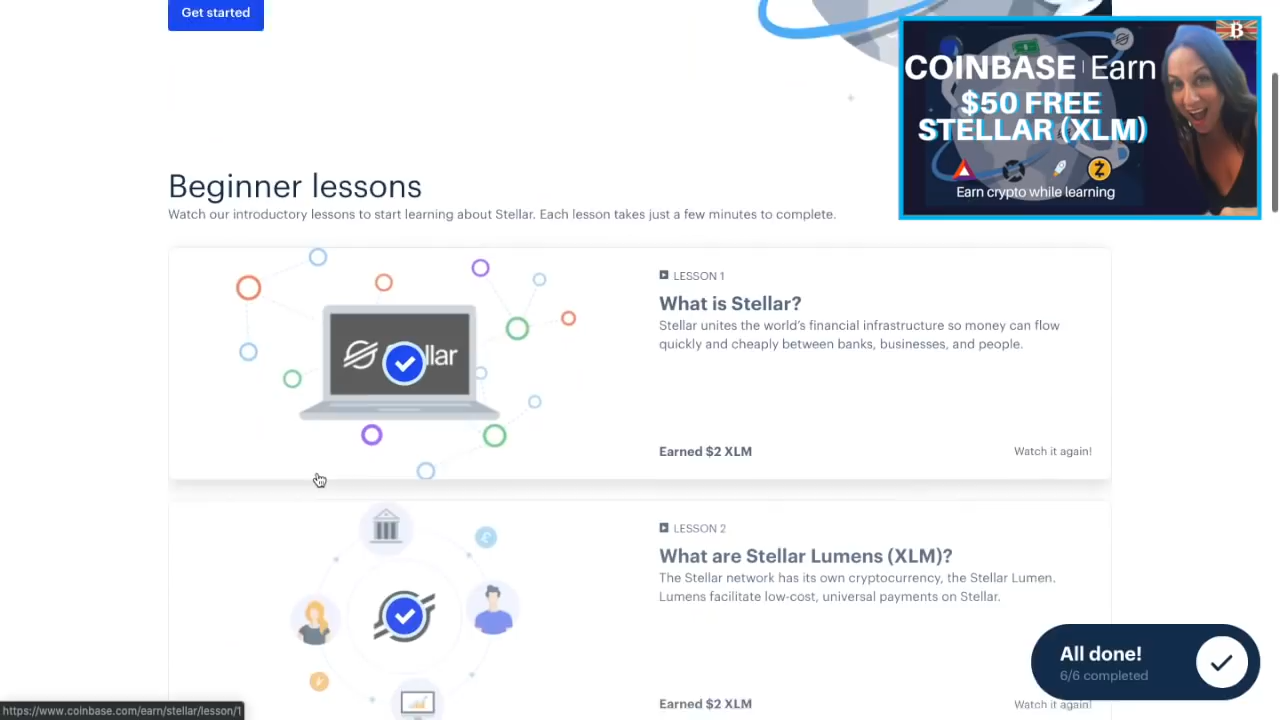 Get started
COINBASE | Earn
$50 FREE
STELLAR (XLM)
Earn crypto while learning
Beginner lessons
Watch our introductory lessons to start learning about Stellar. Each lesson takes just a few minutes to complete.
LESSON 1
What is Stellar?
Stellar unites the world's financial infrastructure so money can flow
quickly and cheaply between banks, businesses, and people.
Earned $2 XLM
Watch it again!
LESSON 2
What are Stellar Lumens (XLM)?
The Stellar network has its own cryptocurrency, the Stellar Lumen.
Lumens facilitate low-cost, universal payments on Stellar.
Earned $2 XLM
Watch it again!
All done!
6/6 completed
https://www.coinbase.com/earn/stellar/lesson/1